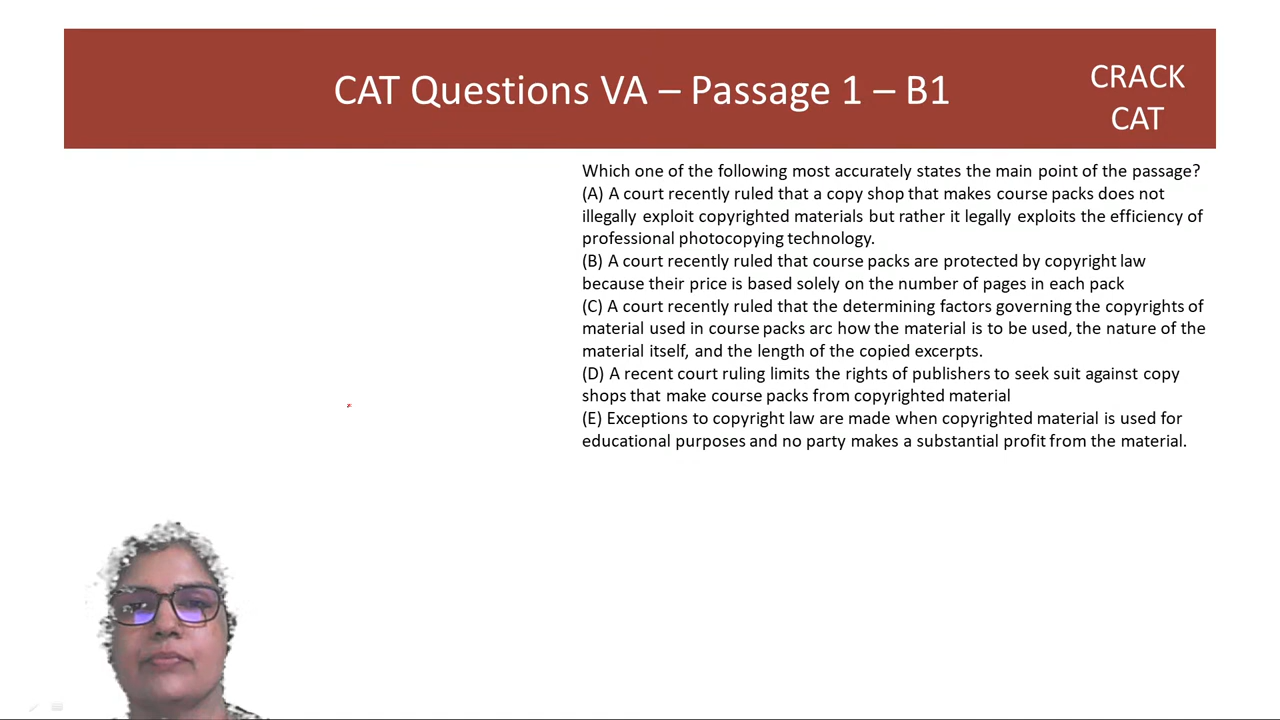 CAT Questions VA – Passage 1 – B1
CRACK
CAT
Which one of the following most accurately states the main point of the passage?
(A) A court recently ruled that a copy shop that makes course packs does not
illegally exploit copyrighted materials but rather it legally exploits the efficiency of
professional photocopying technology.
(B) A court recently ruled that course packs are protected by copyright law
because their price is based solely on the number of pages in each pack
(C) A court recently ruled that the determining factors governing the copyrights of
material used in course packs arc how the material is to be used, the nature of the
material itself, and the length of the copied excerpts.
(D) A recent court ruling limits the rights of publishers to seek suit against copy
shops that make course packs from copyrighted material
(E) Exceptions to copyright law are made when copyrighted material is used for
educational purposes and no party makes a substantial profit from the material.